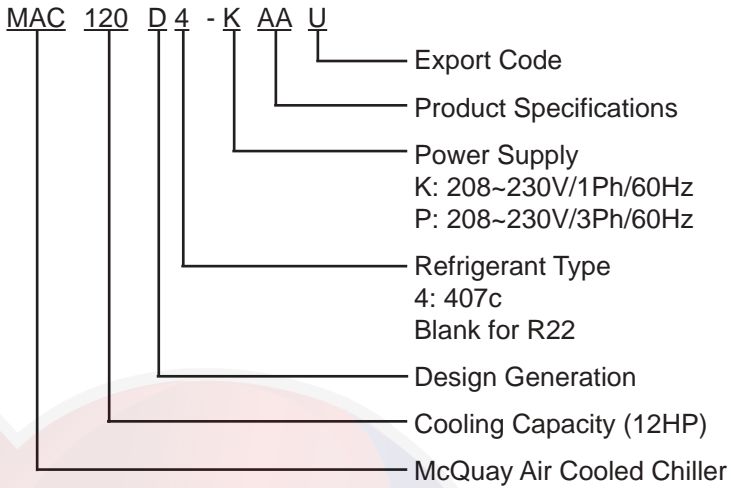 MAC 120 D 4 - K AA U
Export Code
Product Specifications
Power Supply
K: 208~230V/1Ph/60Hz
P: 208~230V/3Ph/60Hz
Refrigerant Type
4: 407c
Blank for R22
Design Generation
Cooling Capacity (12HP)
McQuay Air Cooled Chiller